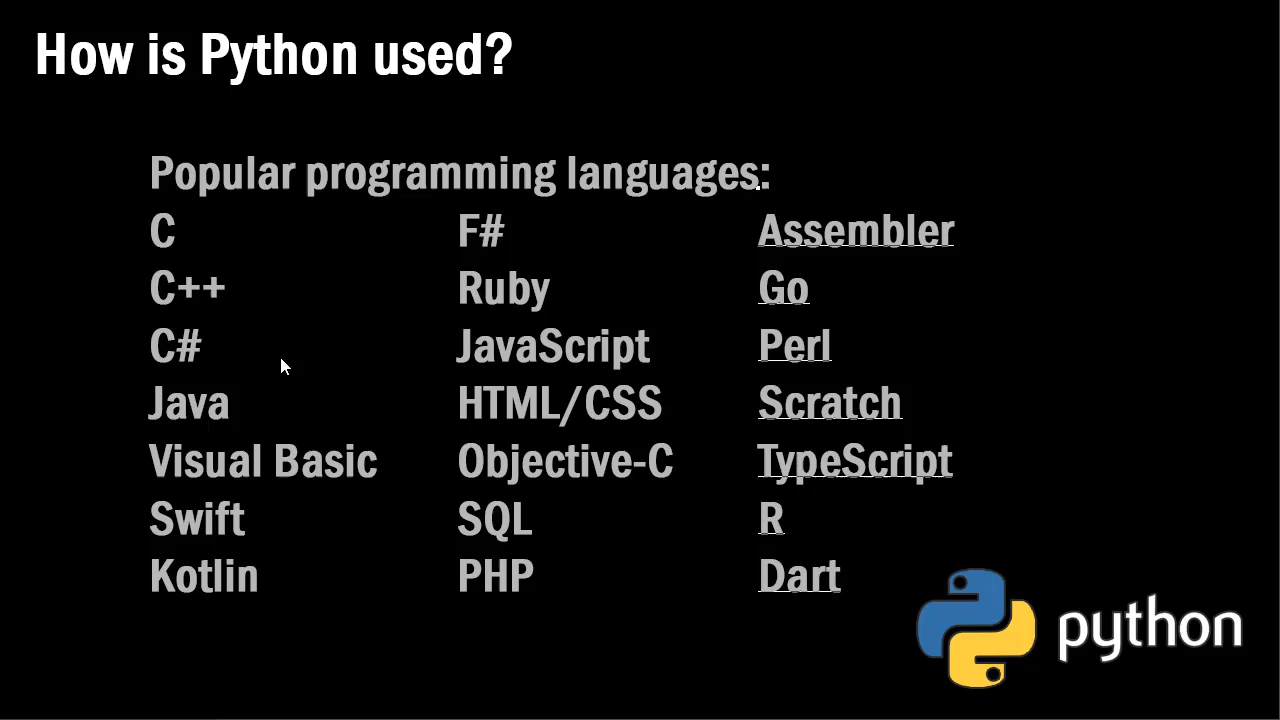 How is Python used?
Popular programming languages:
C
C++
C#
Java
Visual Basic
Swift
Kotlin
F#
Ruby
JavaScript
HTML/CSS
Objective-C
SQL
PHP
Assembler
Go
Perl
Scratch
TypeScript
R
Dart
python